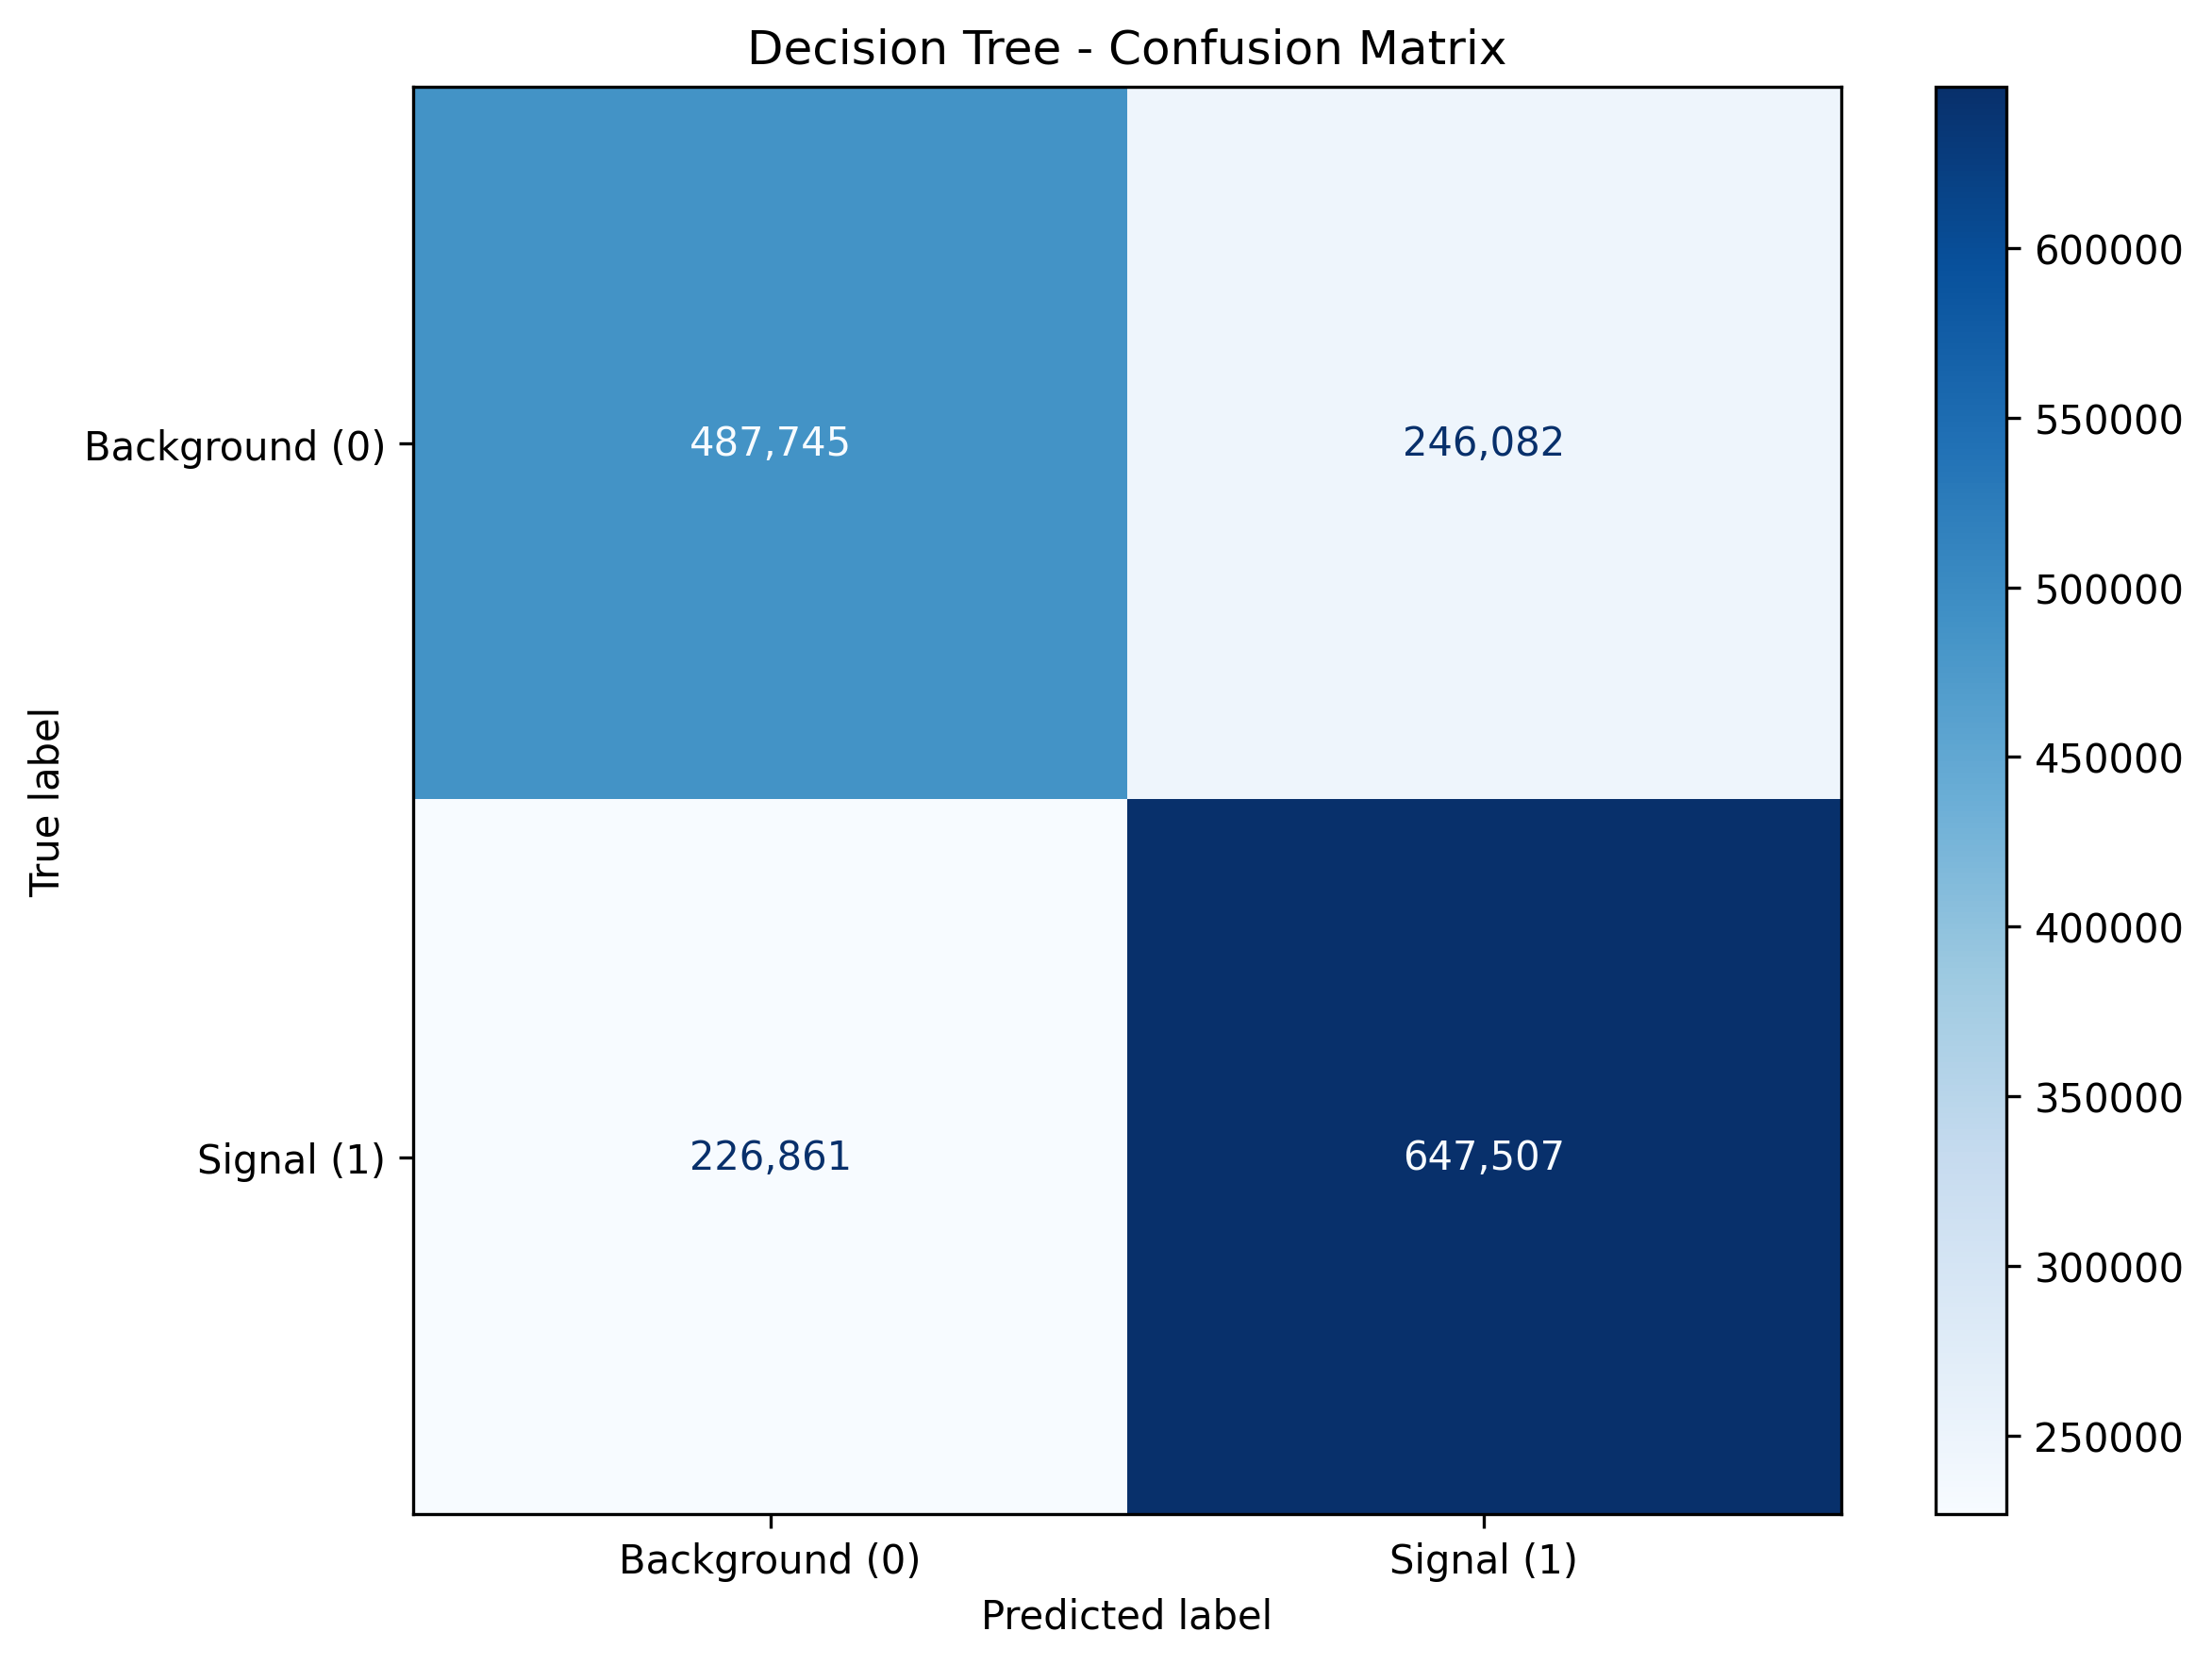 Decision Tree - Confusion Matrix
True label
Background (0)
Signal (1)
487,745
246,082
226,861
647,507
Background (0)
Signal (1)
Predicted label
600000
550000
500000
450000
400000
350000
300000
250000